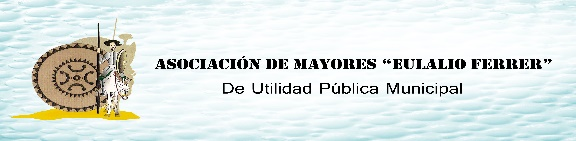 ASOCIACIÓN DE MAYORES “EULALIO FERRER”
De Utilidad Pública Municipal